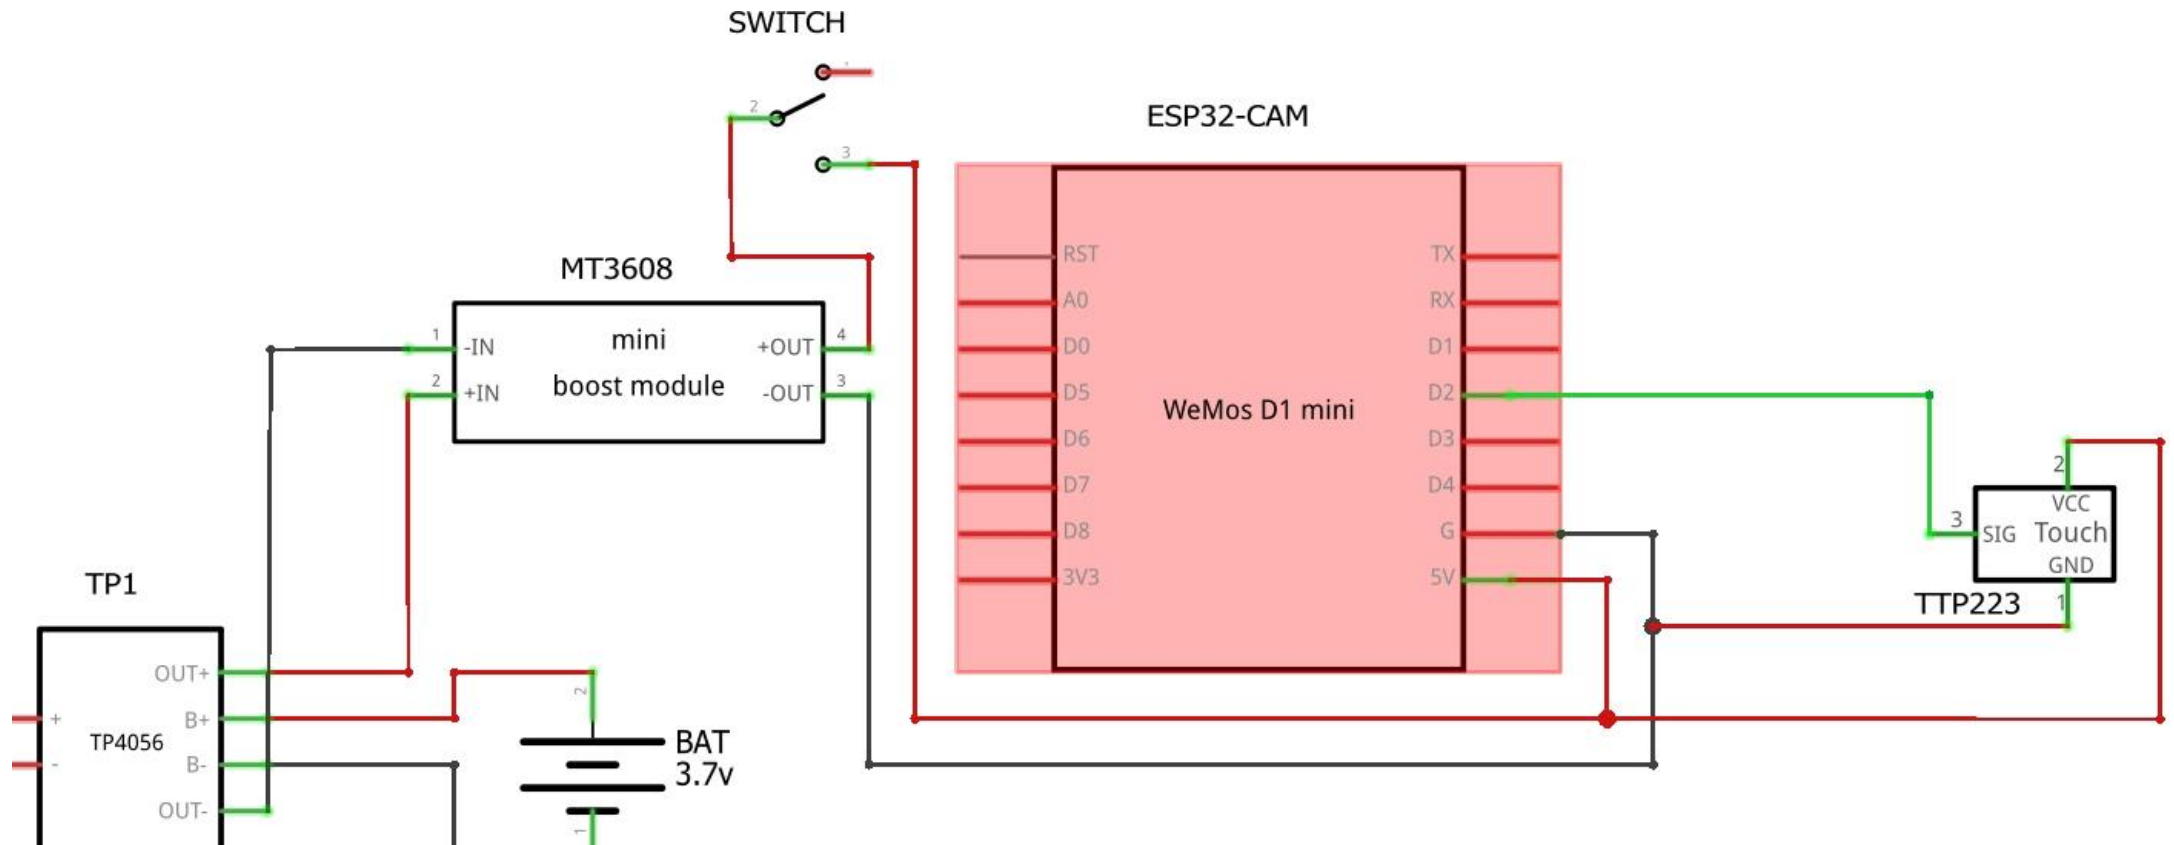 SWITCH
1
2
3
ESP32-CAM
MT3608
mini
boost module
1
-IN
2
+IN
+OUT
4
-OUT
3
RST
A0
D0
D5
D6
D7
D8
3V3
WeMos D1 mini
TX
RX
D1
D2
D3
D4
G
5V
2
VCC
3
SIG
Touch
GND
1
TTP223
TP1
OUT+
+
B+
TP4056
-
B-
OUT-
2
BAT
3.7v
1